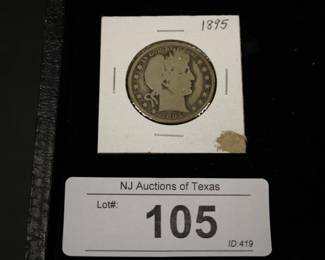 1895
NJ Auctions of Texas
Lot#:
105
ID:419